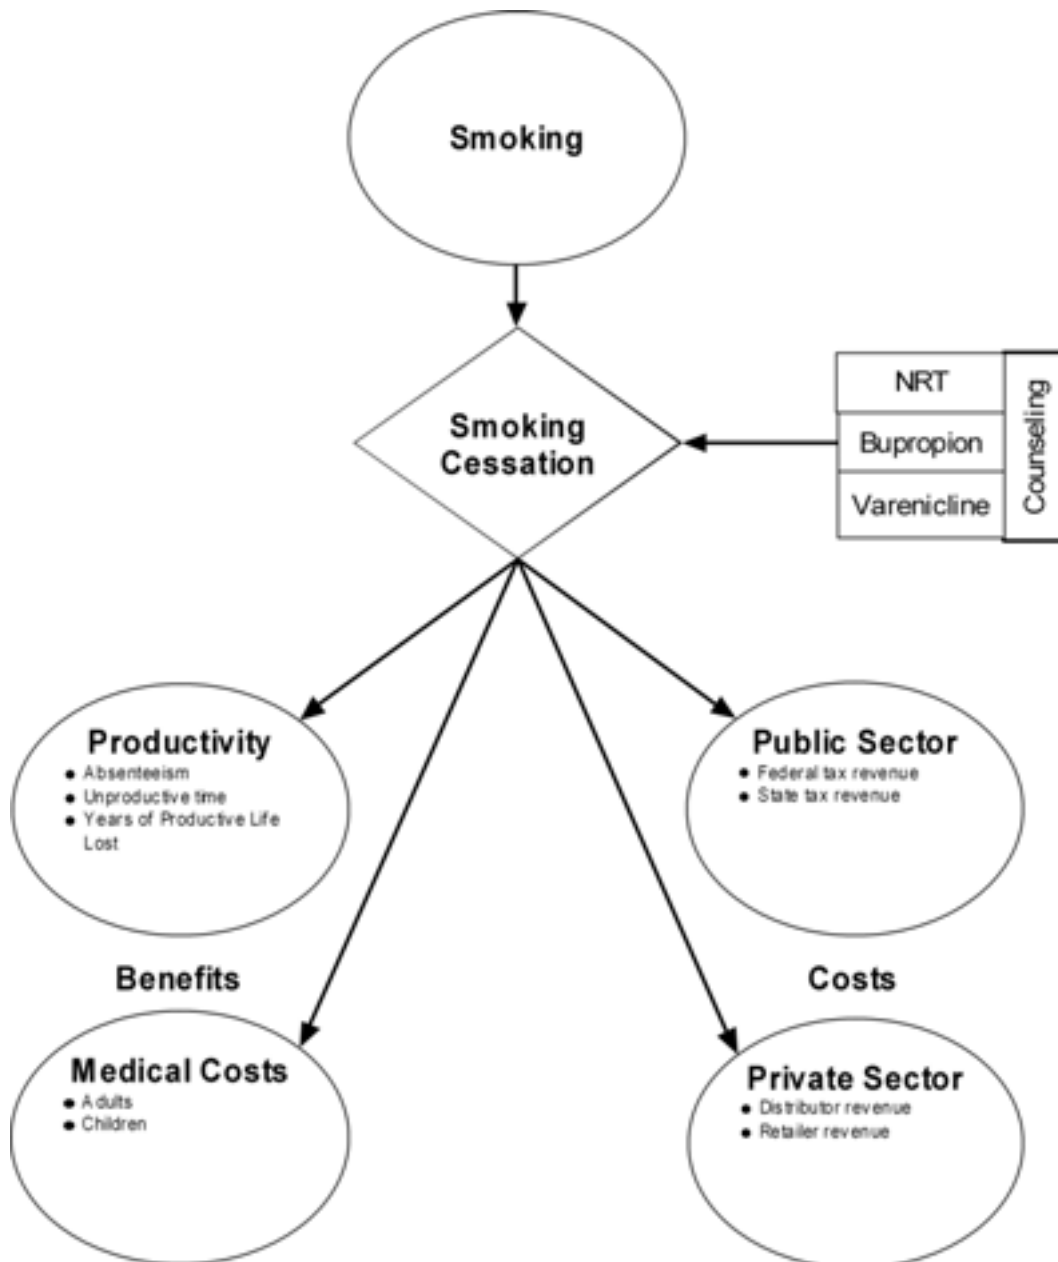 Smoking
Smoking
Cessation
NRT
Bupropion
Varenicline
Counseling
Productivity
● Absenteeism
● Unproductive time
● Years of Productive Life
Lost
Public Sector
● Federal tax revenue
● State tax revenue
Benefits
Costs
Medical Costs
● Adults
● Children
Private Sector
● Distributor revenue
● Retailer revenue